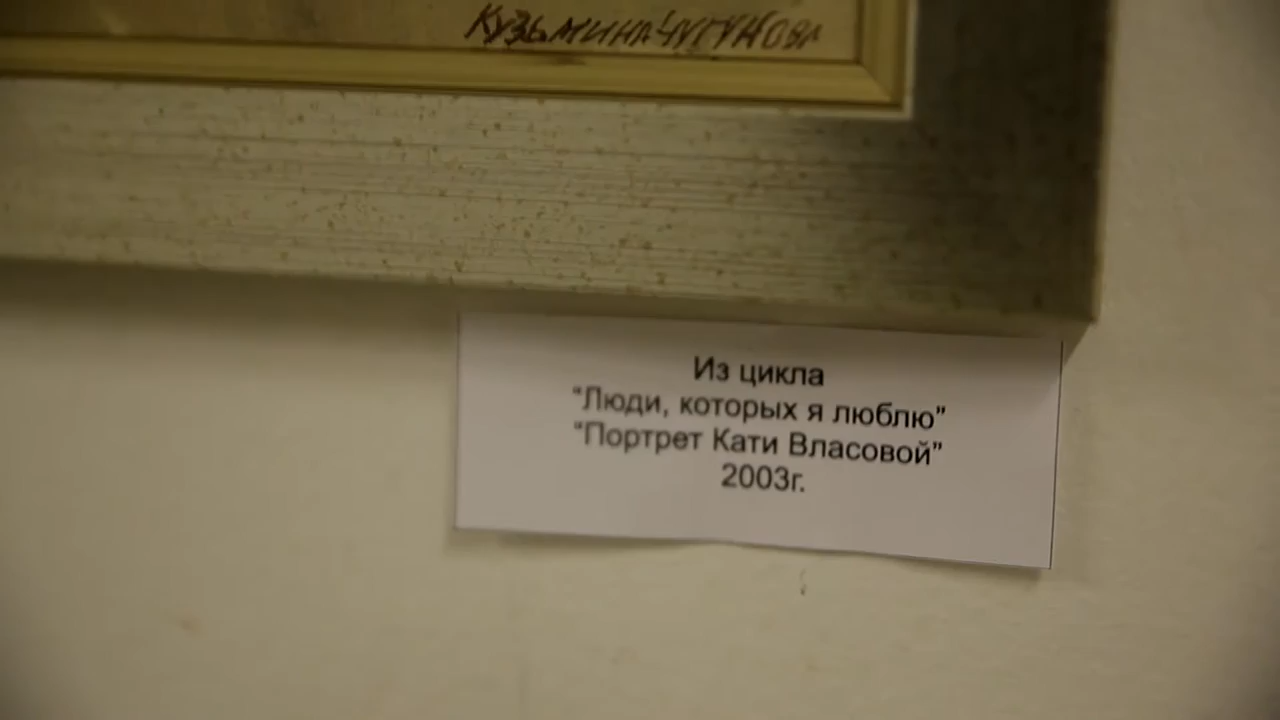 Кузьмина Чугунова
Из цикла
“Люди, которых я люблю”
“Портрет Кати Власовой”
2003г.